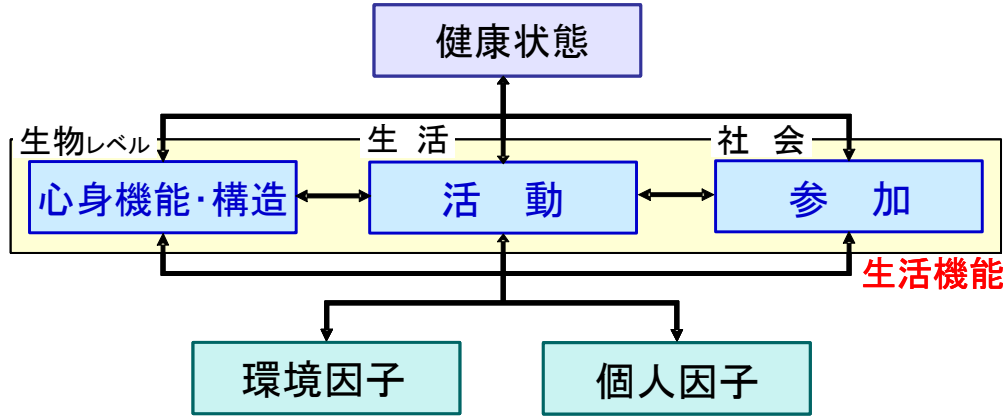 健康状態
生物レベル
生 活
社 会
心身機能･構造
活 動
参 加
生活機能
環境因子
個人因子